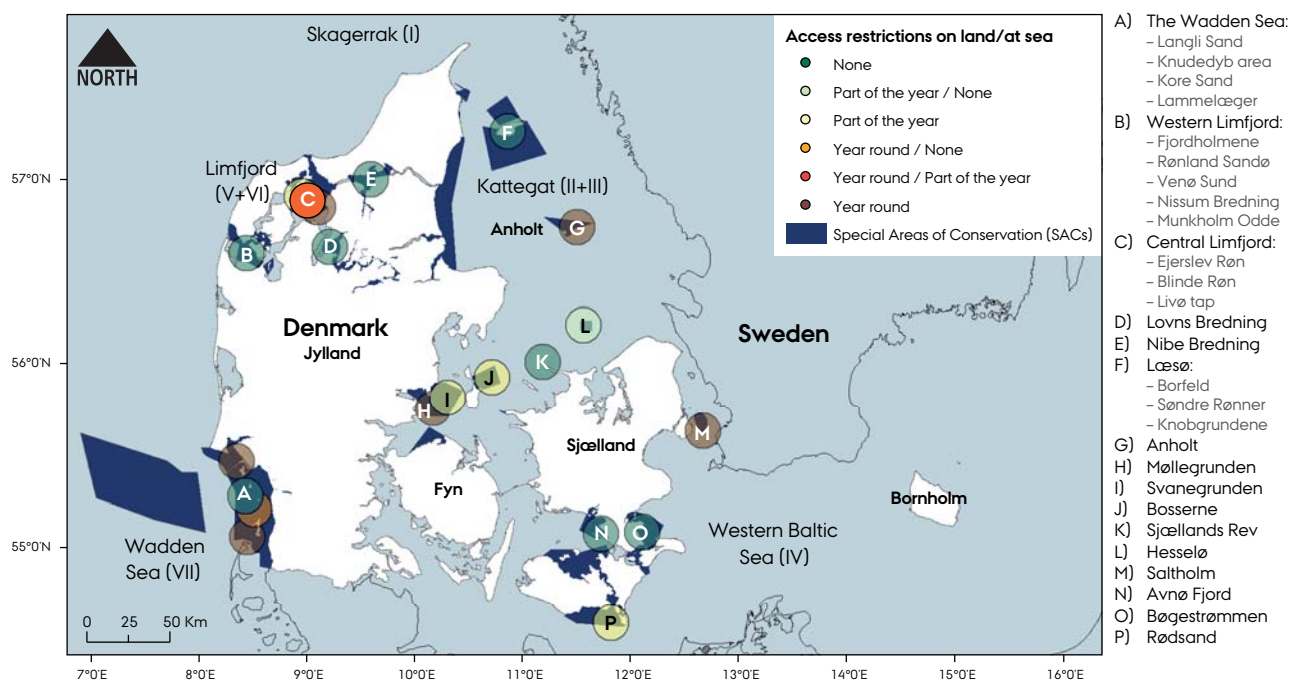 NORTH
Skagerrak (I)
Limfjord
(V+VI)
57°0´N
56°0´N
55°0´N
Kattegat (II+III)
Anholt
Denmark
Jylland
Sweden
Sjælland
Fyn
Bornholm
Wadden
Sea (VII)
Western Baltic
Sea (IV)
F
E
C
G
B
D
L
K
J
I
H
M
A
N
O
P
0 25 50 Km
7°0´E 8°0´E 9°0´E 10°0´E 11°0´E 12°0´E 13°0´E 14°0´E 15°0´E 16°0´E
Access restrictions on land/at sea
None
Part of the year / None
Part of the year
Year round / None
Year round / Part of the year
Year round
Special Areas of Conservation (SACs)
A) The Wadden Sea:
– Langli Sand
– Knudedyb area
– Kore Sand
– Lammelæger
B) Western Limfjord:
– Fjordholmene
– Rønland Sandø
– Venø Sund
– Nissum Bredning
– Munkholm Odde
C) Central Limfjord:
– Ejerslev Røn
– Blinde Røn
– Livø tap
D) Lovns Bredning
E) Nibe Bredning
F) Læsø:
– Borfeld
– Søndre Rønner
– Knobgrundene
G) Anholt
H) Møllegrunden
I) Svanegrunden
J) Bosserne
K) Sjællands Rev
L) Hesselø
M) Saltholm
N) Avnø Fjord
O) Bøgestrømmen
P) Rødsand